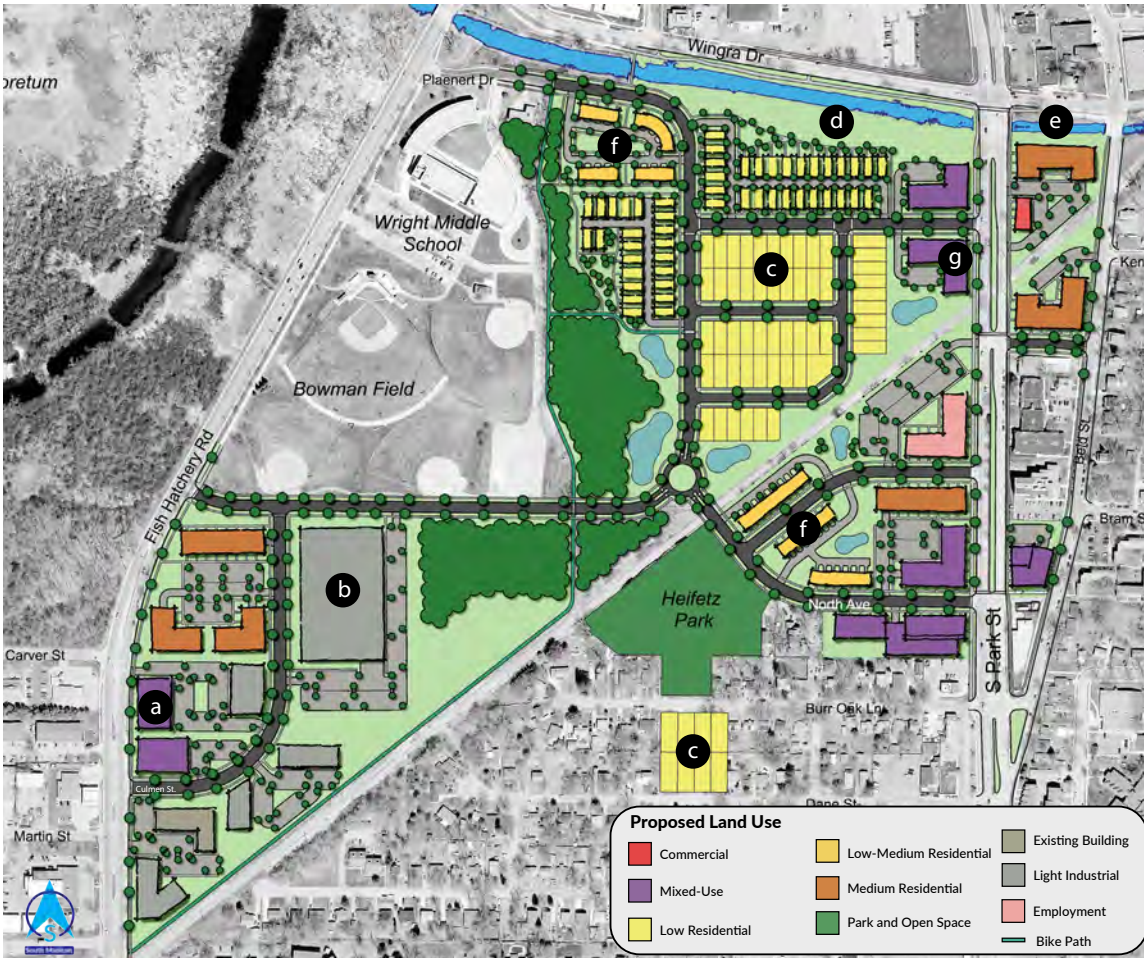 Wingra Dr
oretum
Plaenert Dr
d
e
f
Wright Middle
School
c
g
Ken
Bowman Field
Fish Hatchery Rd
Beld St
f
Bram
b
Heifetz
Park
North Ave
S Park St
Carver St
a
Burr Oak Ln
c
Culmen St.
Dane St
Martin St
S
Proposed Land Use
Commercial
Mixed-Use
Low Residential
Low-Medium Residential
Medium Residential
Park and Open Space
Existing Building
Light Industrial
Employment
Bike Path
South Madison